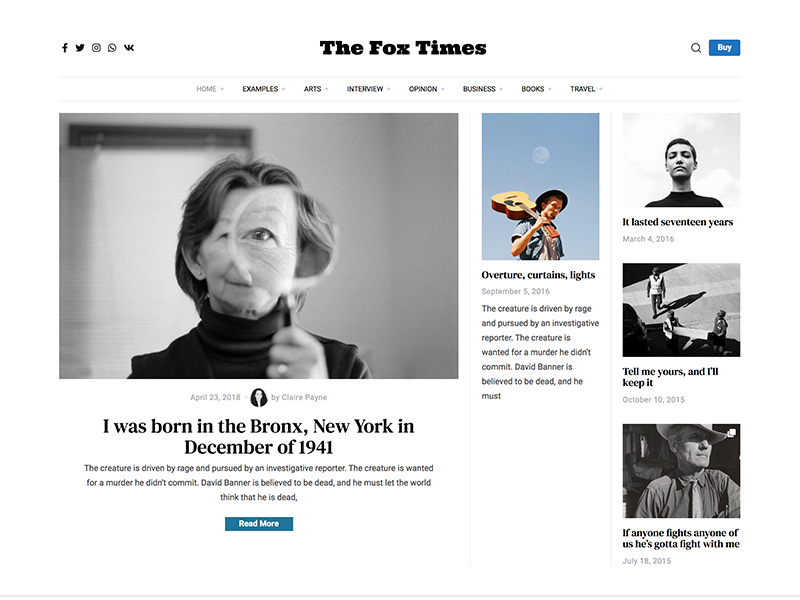 The Fox Times
Buy
HOME
EXAMPLES
ARTS
INTERVIEW
OPINION
BUSINESS
BOOKS
TRAVEL
April 23, 2018 · by Claire Payne
I was born in the Bronx, New York in
December of 1941
The creature is driven by rage and pursued by an investigative reporter. The creature is wanted
for a murder he didn't commit. David Banner is believed to be dead, and he must let the world
think that he is dead,
Read More
Overture, curtains, lights
September 5, 2016
The creature is driven by rage
and pursued by an investigative
reporter. The creature is
wanted for a murder he didn't
commit. David Banner is
believed to be dead, and he
must
It lasted seventeen years
March 4, 2016
Tell me yours, and I'll
keep it
October 10, 2015
If anyone fights anyone of
us he's gotta fight with me
July 18, 2015